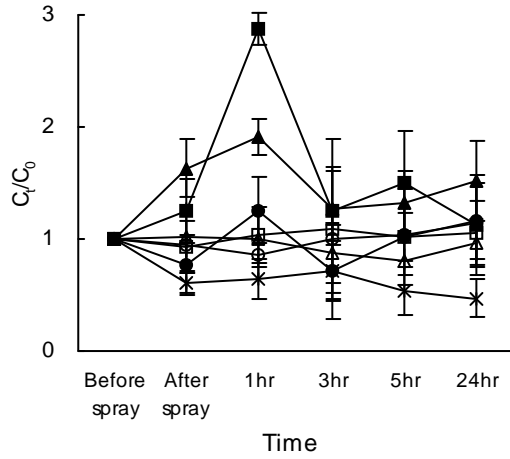 3
2
1
0
Cₜ/C₀
Before spray
After spray
1hr
3hr
5hr
24hr
Time